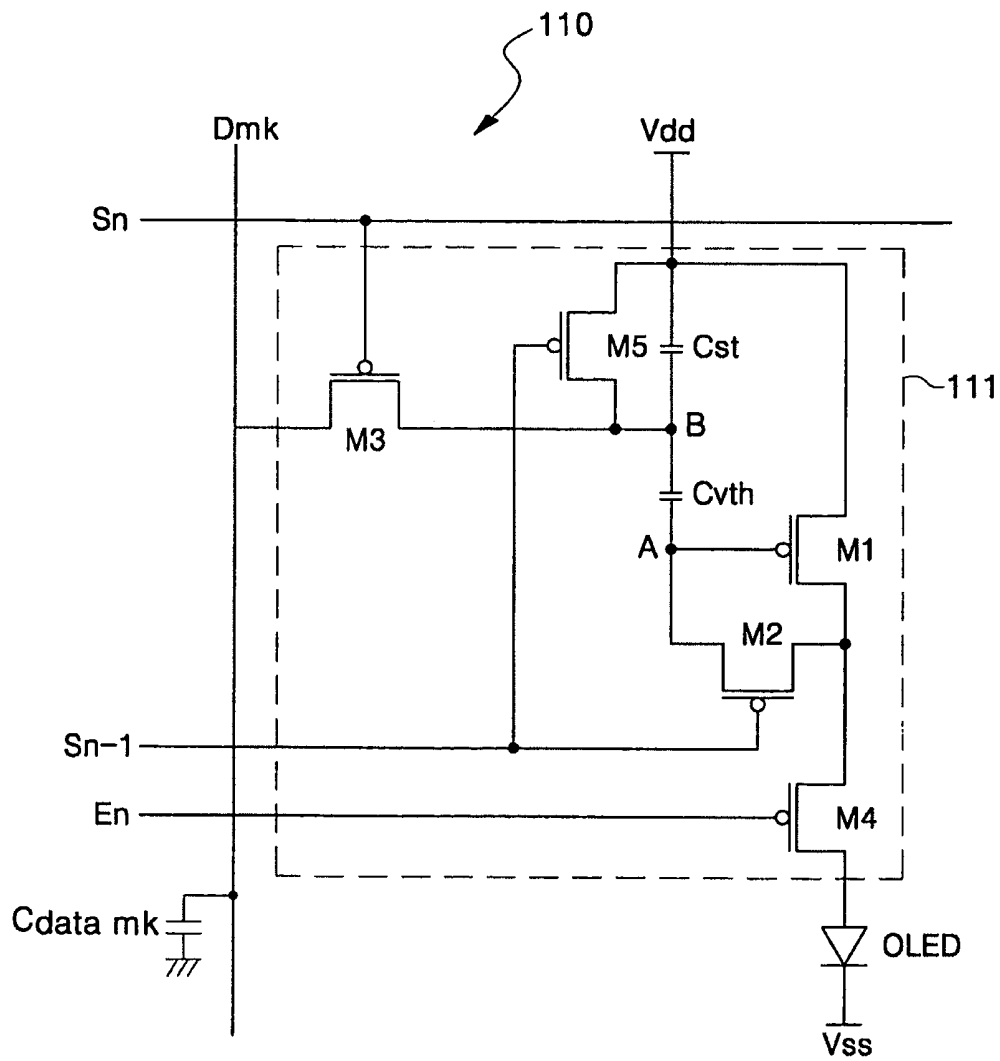 110
Dmk
Vdd
Sn
M5
Cst
111
M3
B
Cvth
A
M1
M2
Sn-1
En
M4
Cdata mk
OLED
Vss